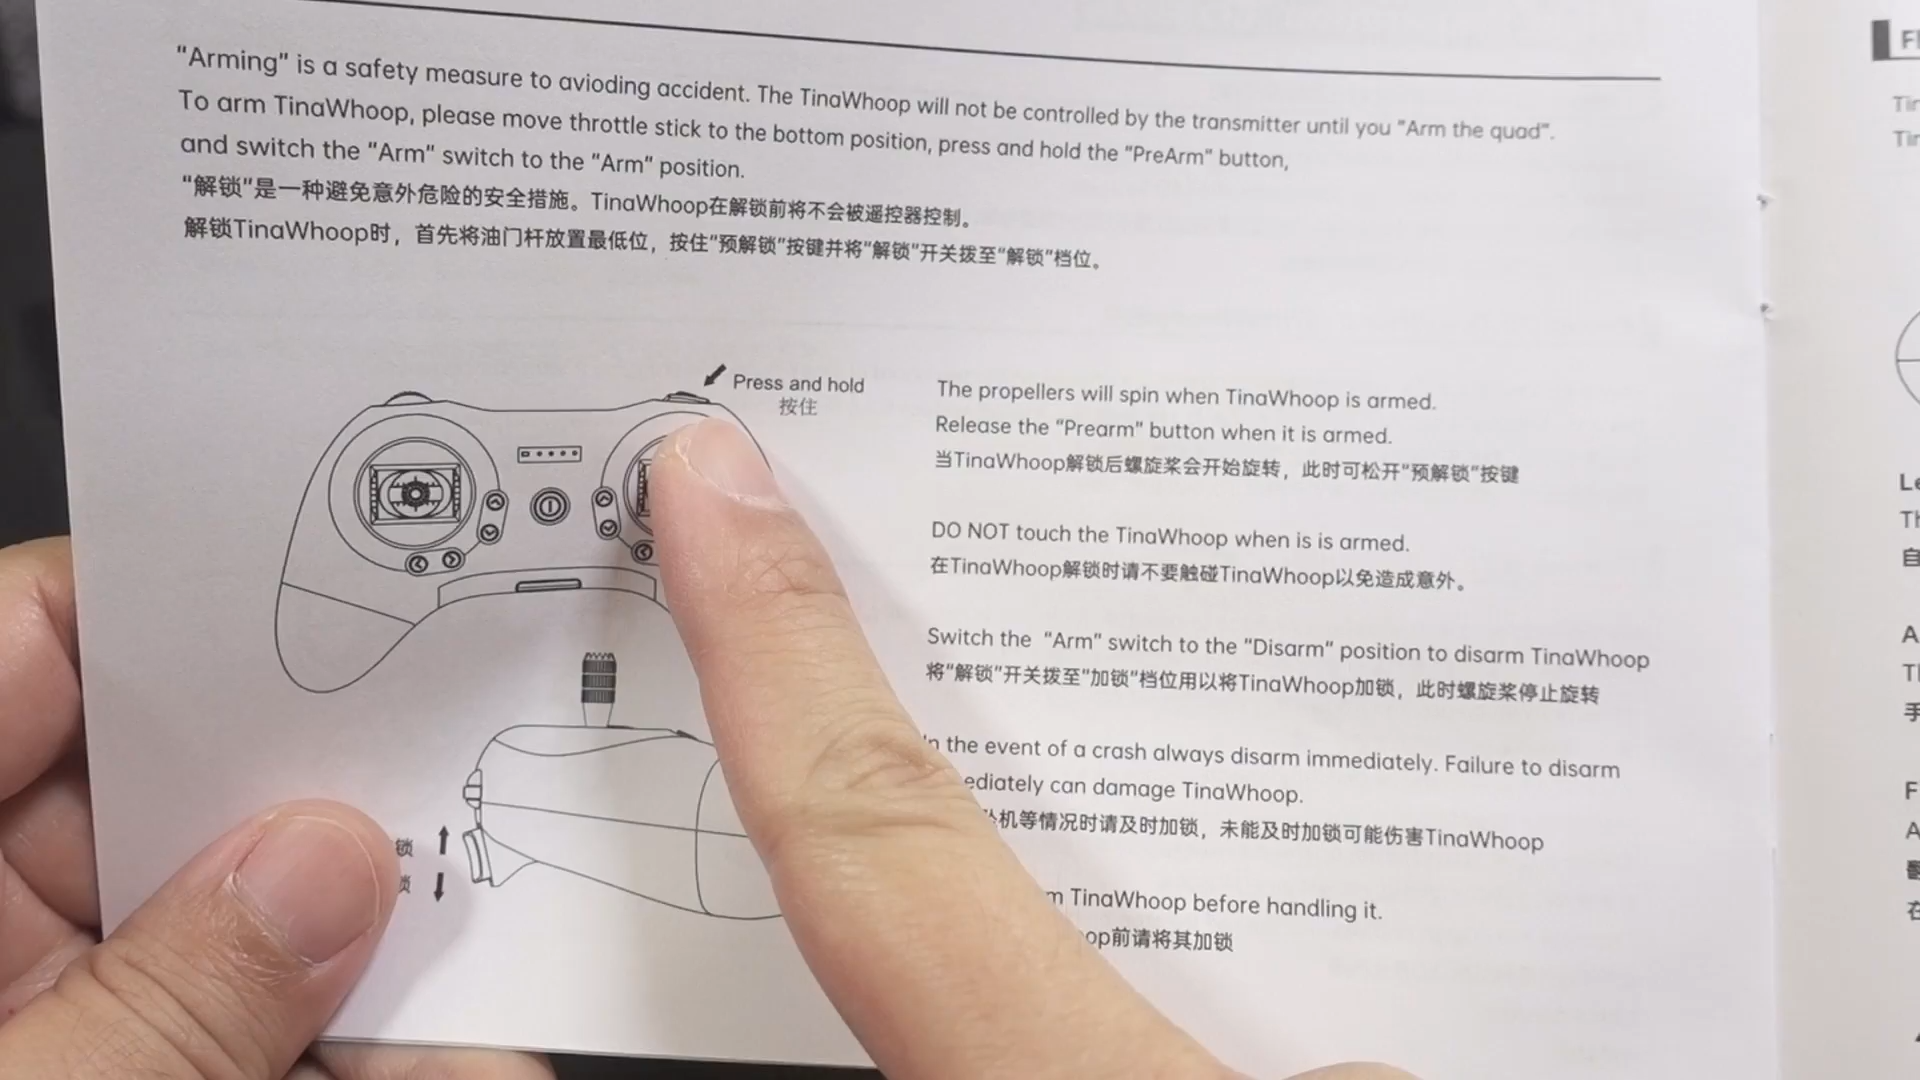 "Arming" is a safety measure to avioding accident. The TinaWhoop will not be controlled by the transmitter until you "Arm the quad".
To arm TinaWhoop, please move throttle stick to the bottom position, press and hold the "PreArm" button,
and switch the "Arm" switch to the "Arm" position.
“解锁”是一种避免意外危险的安全措施。TinaWhoop在解锁前将不会被遥控器控制。
解锁TinaWhoop时，首先将油门杆放置最低位，按住“预解锁”按键并将“解锁”开关拨至“解锁”档位。
Press and hold
按住
The propellers will spin when TinaWhoop is armed.
Release the "Prearm" button when it is armed.
当TinaWhoop解锁后螺旋桨会开始旋转，此时可松开“预解锁”按键
DO NOT touch the TinaWhoop when is is armed.
在TinaWhoop解锁时请不要触碰TinaWhoop以免造成意外。
Switch the "Arm" switch to the "Disarm" position to disarm TinaWhoop
将“解锁”开关拨至“加锁”档位用以将TinaWhoop加锁，此时螺旋桨停止旋转
In the event of a crash always disarm immediately. Failure to disarm
ediately can damage TinaWhoop.
机等情况时请及时加锁，未能及时加锁可能伤害TinaWhoop
锁
锁
m TinaWhoop before handling it.
op前请将其加锁